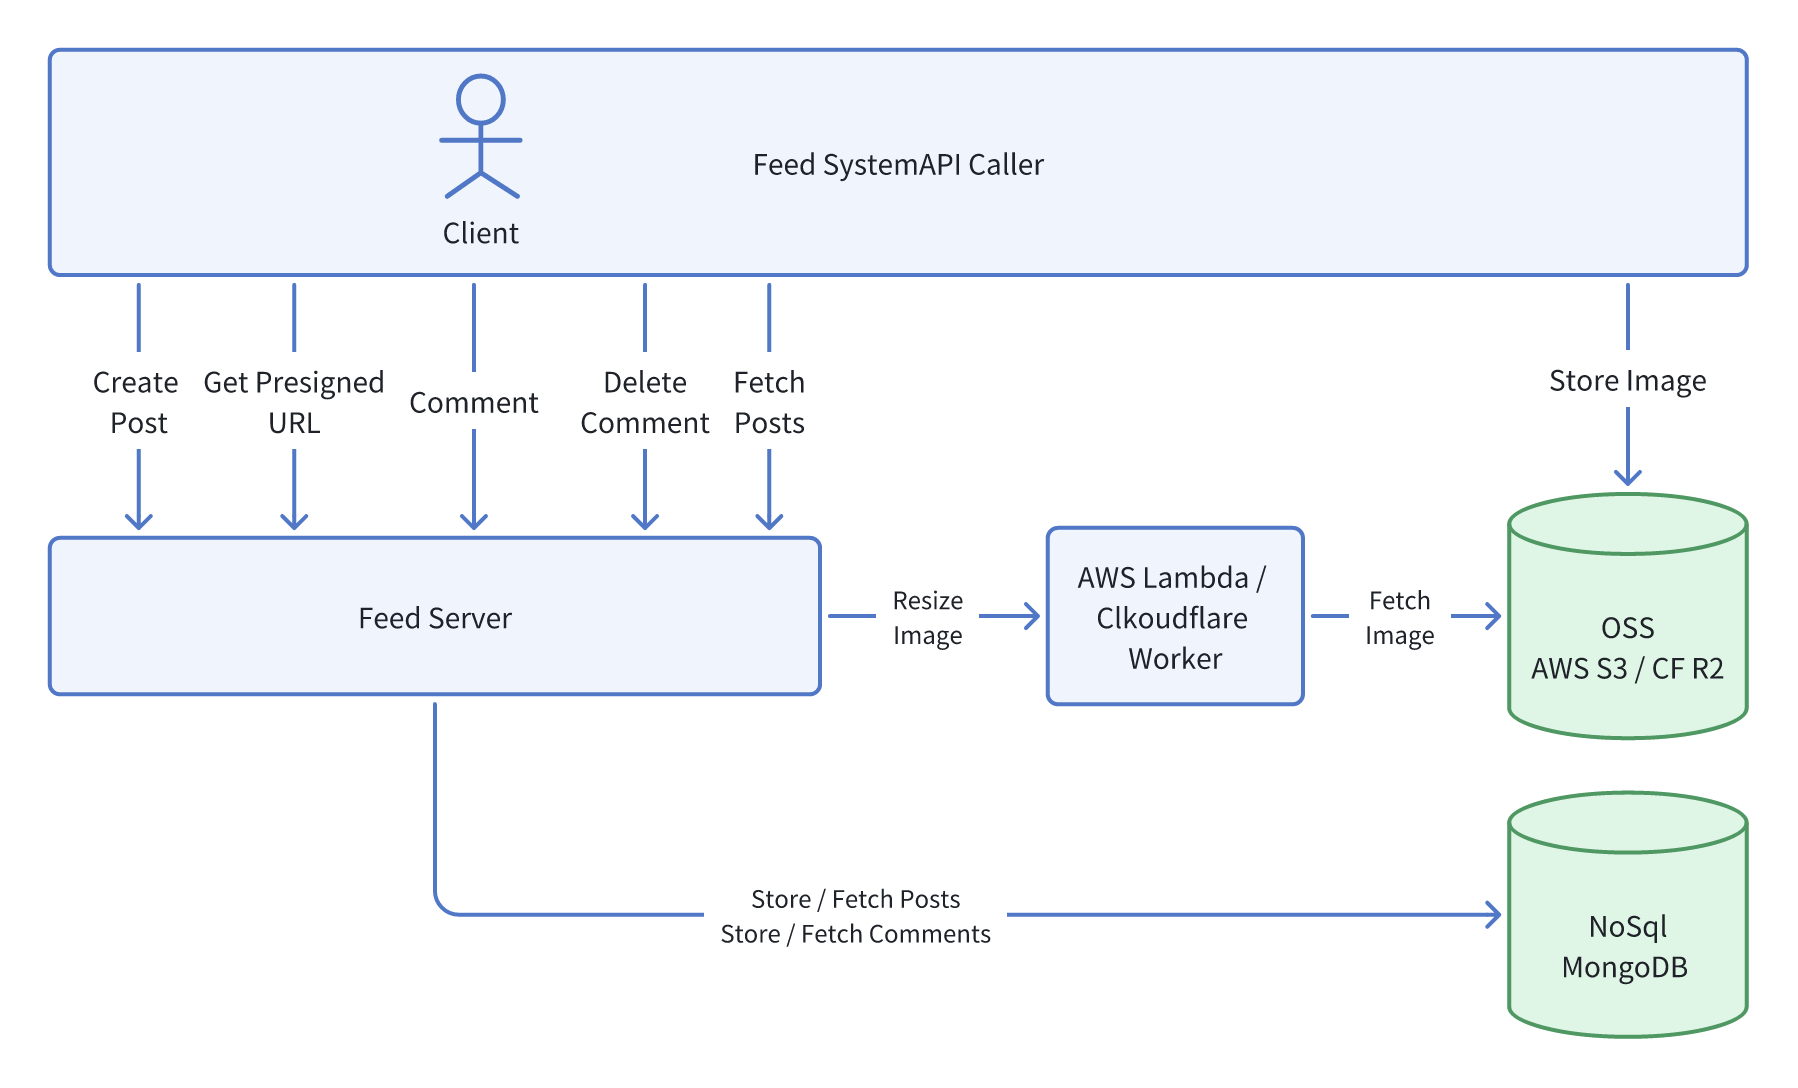 Feed SystemAPI Caller
Client
Create
Post
Get Presigned
URL
Comment
Delete
Comment
Fetch
Posts
Store Image
Feed Server
Resize
Image
AWS Lambda /
Clkoudflare
Worker
Fetch
Image
OSS
AWS S3 / CF R2
Store / Fetch Posts
Store / Fetch Comments
NoSql
MongoDB